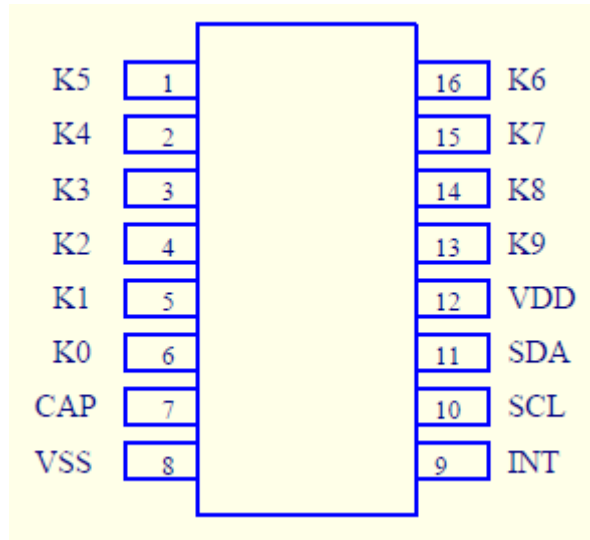 K5 1 16 K6
K4 2 15 K7
K3 3 14 K8
K2 4 13 K9
K1 5 12 VDD
K0 6 11 SDA
CAP 7 10 SCL
VSS 8 9 INT